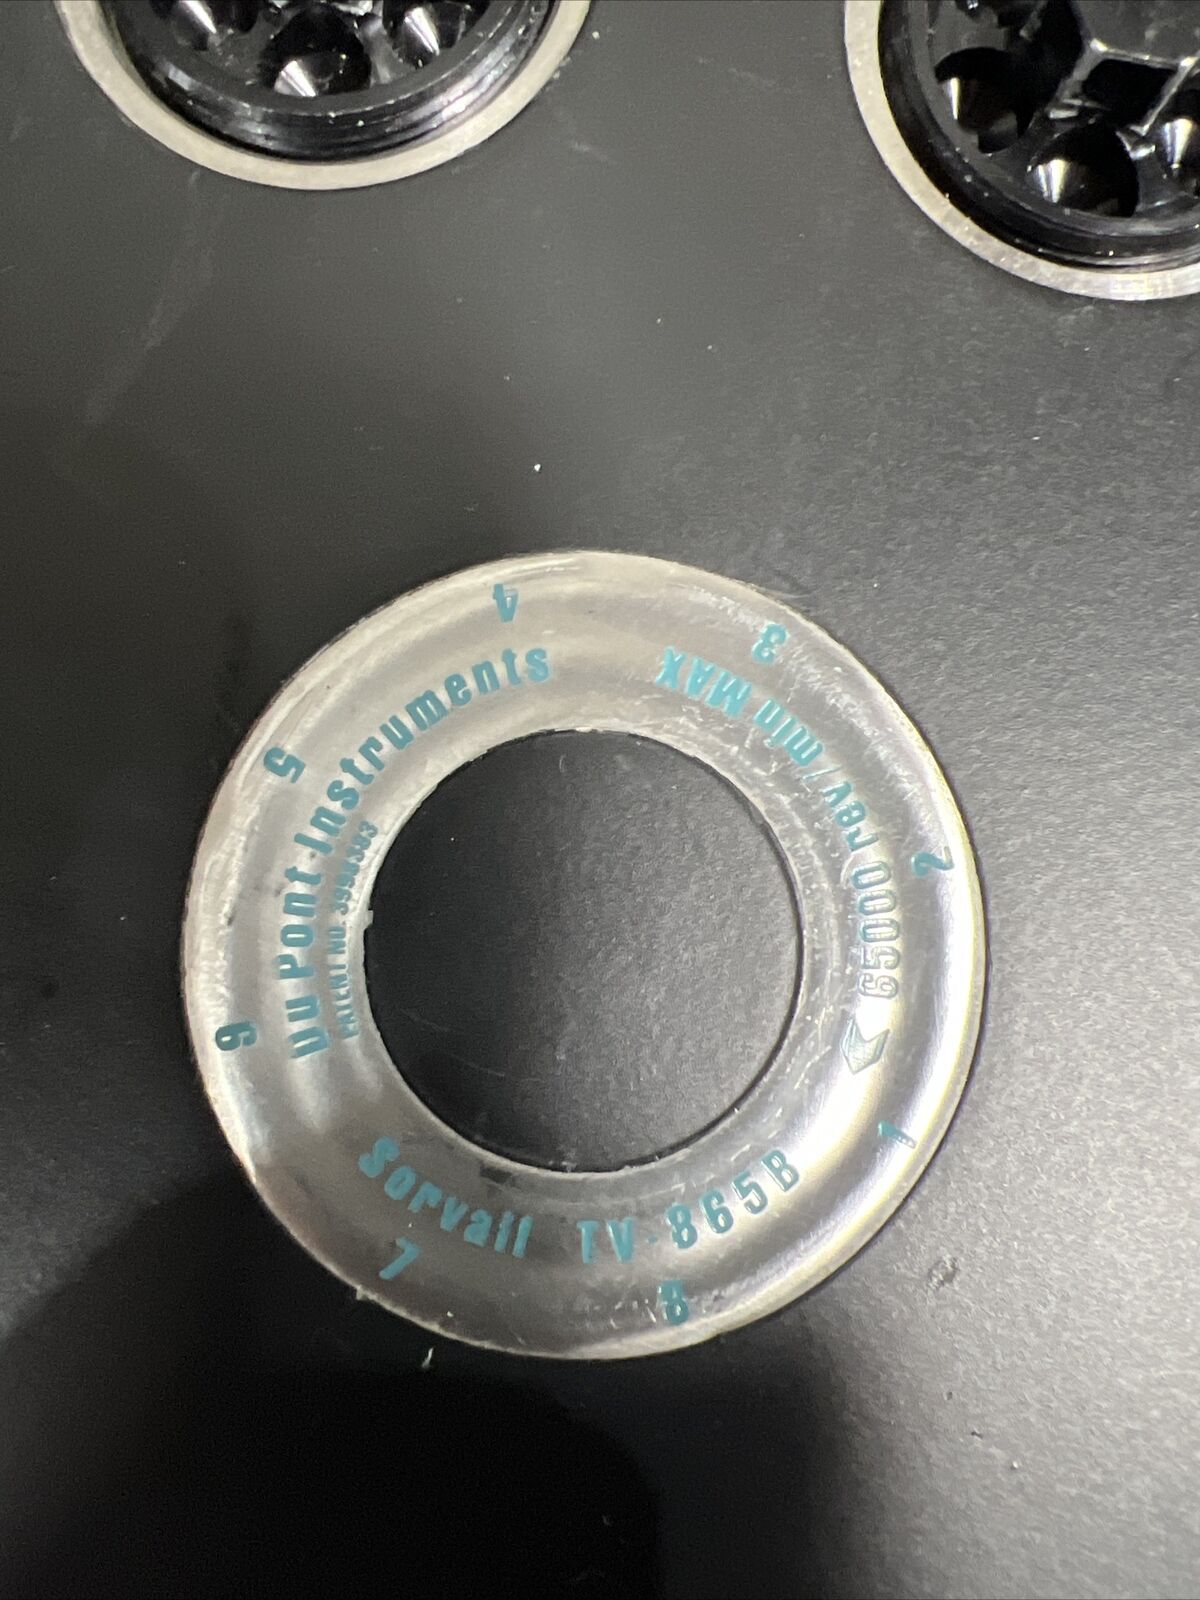 Du Pont Instruments
PATENT NO. 3998383
65000 rev/min MAX
Sorvall TV-865B
1
2
3
4
5
6
7
8